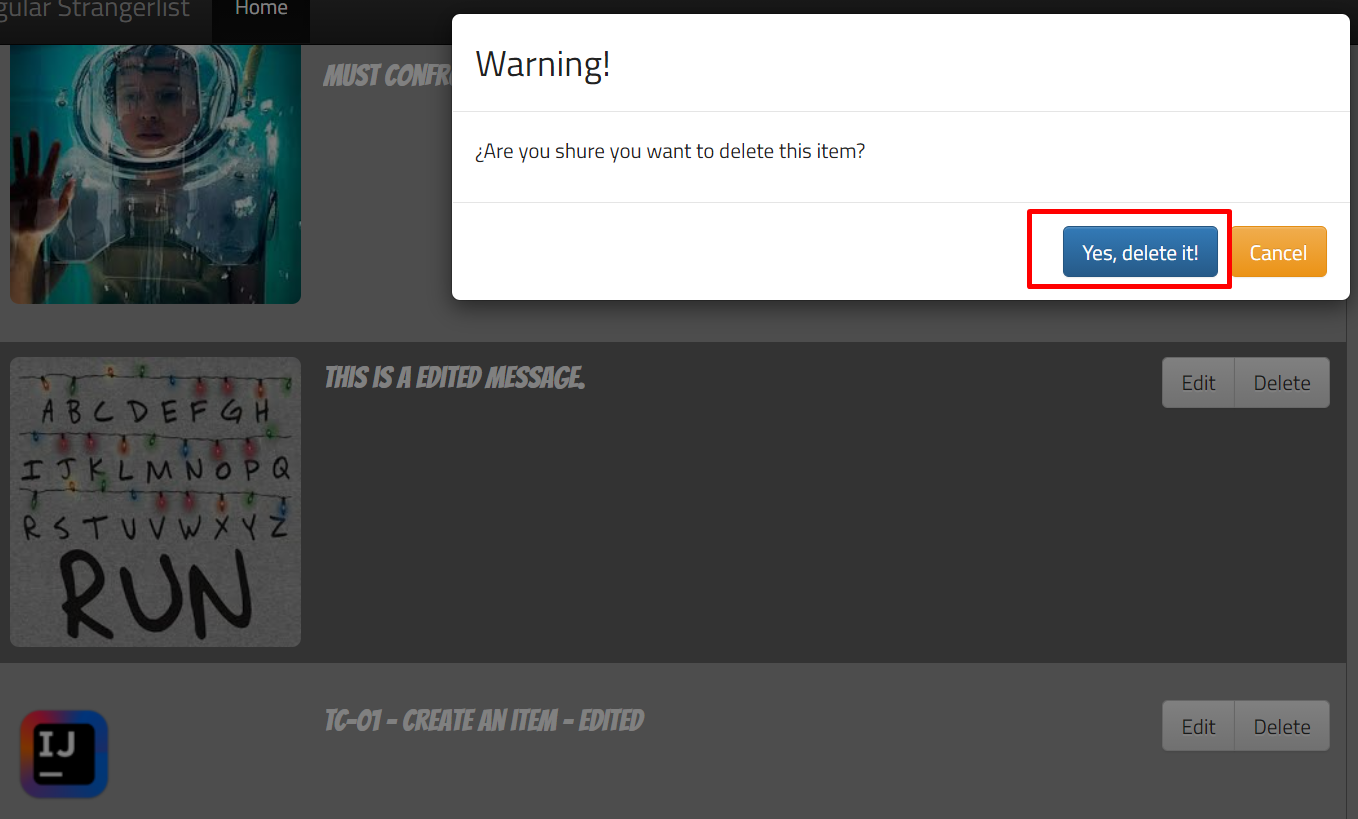 gular Strangerlist Home
Warning!
MUST CONFR
¿Are you shure you want to delete this item?
Yes, delete it! Cancel
THIS IS A EDITED MESSAGE.
Edit Delete
A B C D E F G H
I J K L M N O P Q
R S T U V W X Y Z
RUN
TC-01 - CREATE AN ITEM - EDITED
Edit Delete
IJ